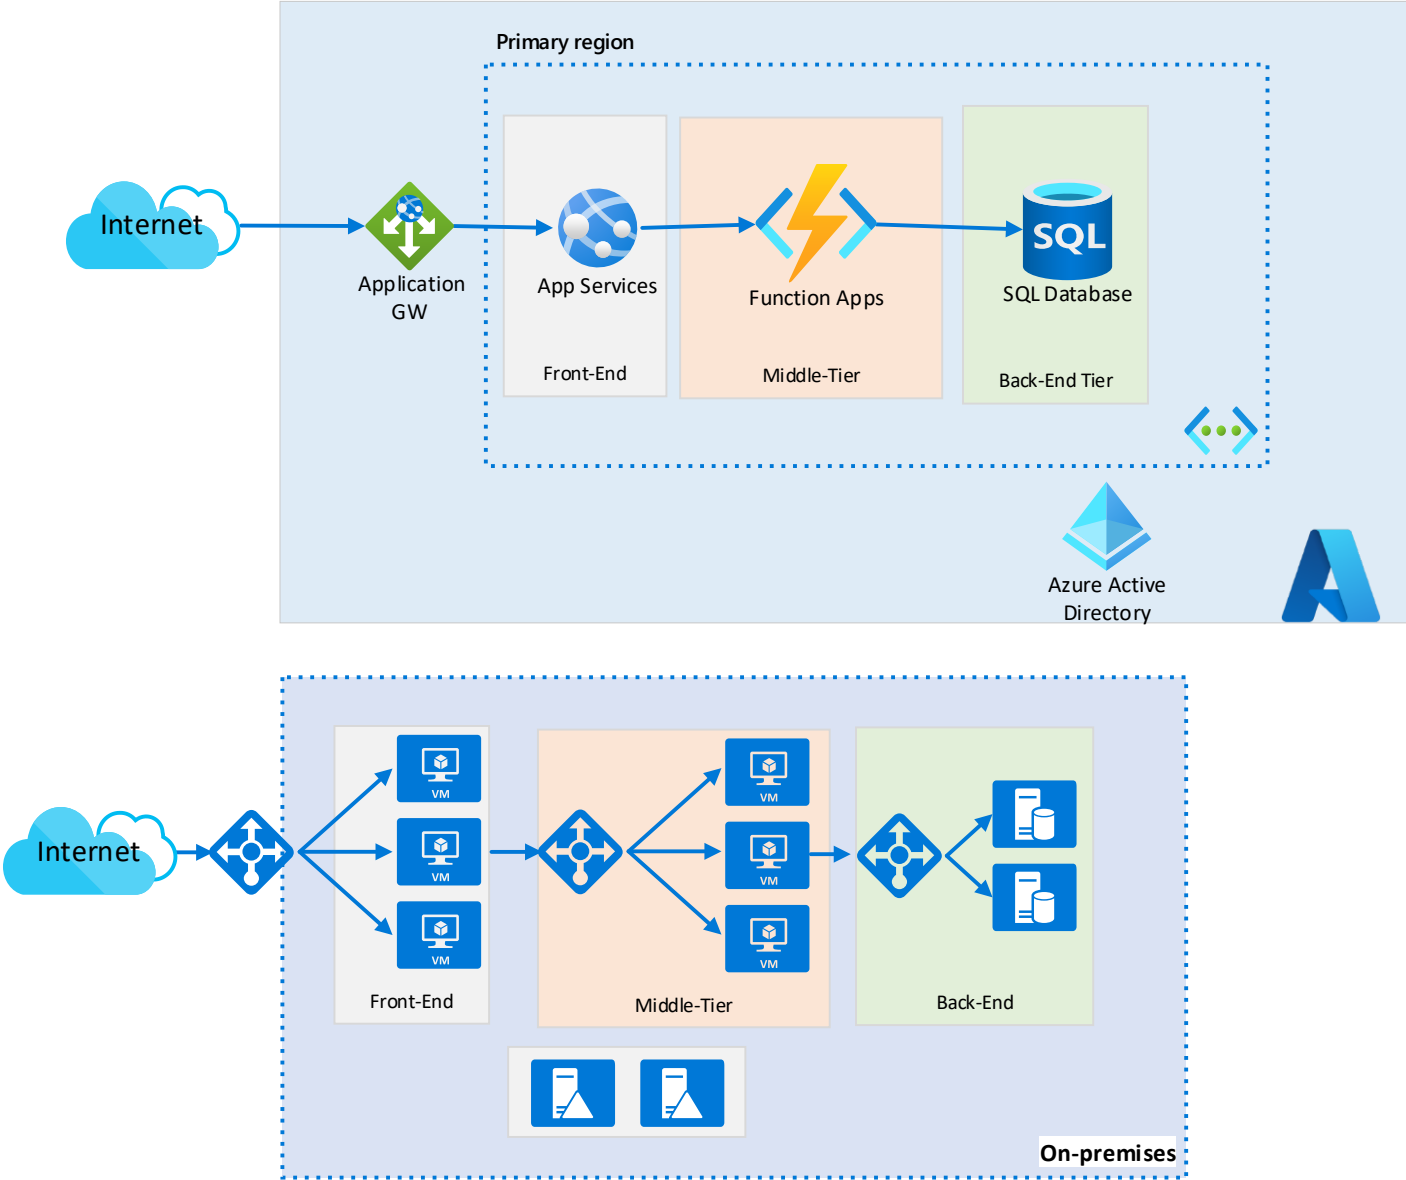 Primary region
Internet
Application
GW
App Services
Function Apps
SQL
SQL Database
Front-End
Middle-Tier
Back-End Tier
Azure Active
Directory
Internet
VM
VM
VM
Front-End
VM
VM
VM
Middle-Tier
Back-End
On-premises